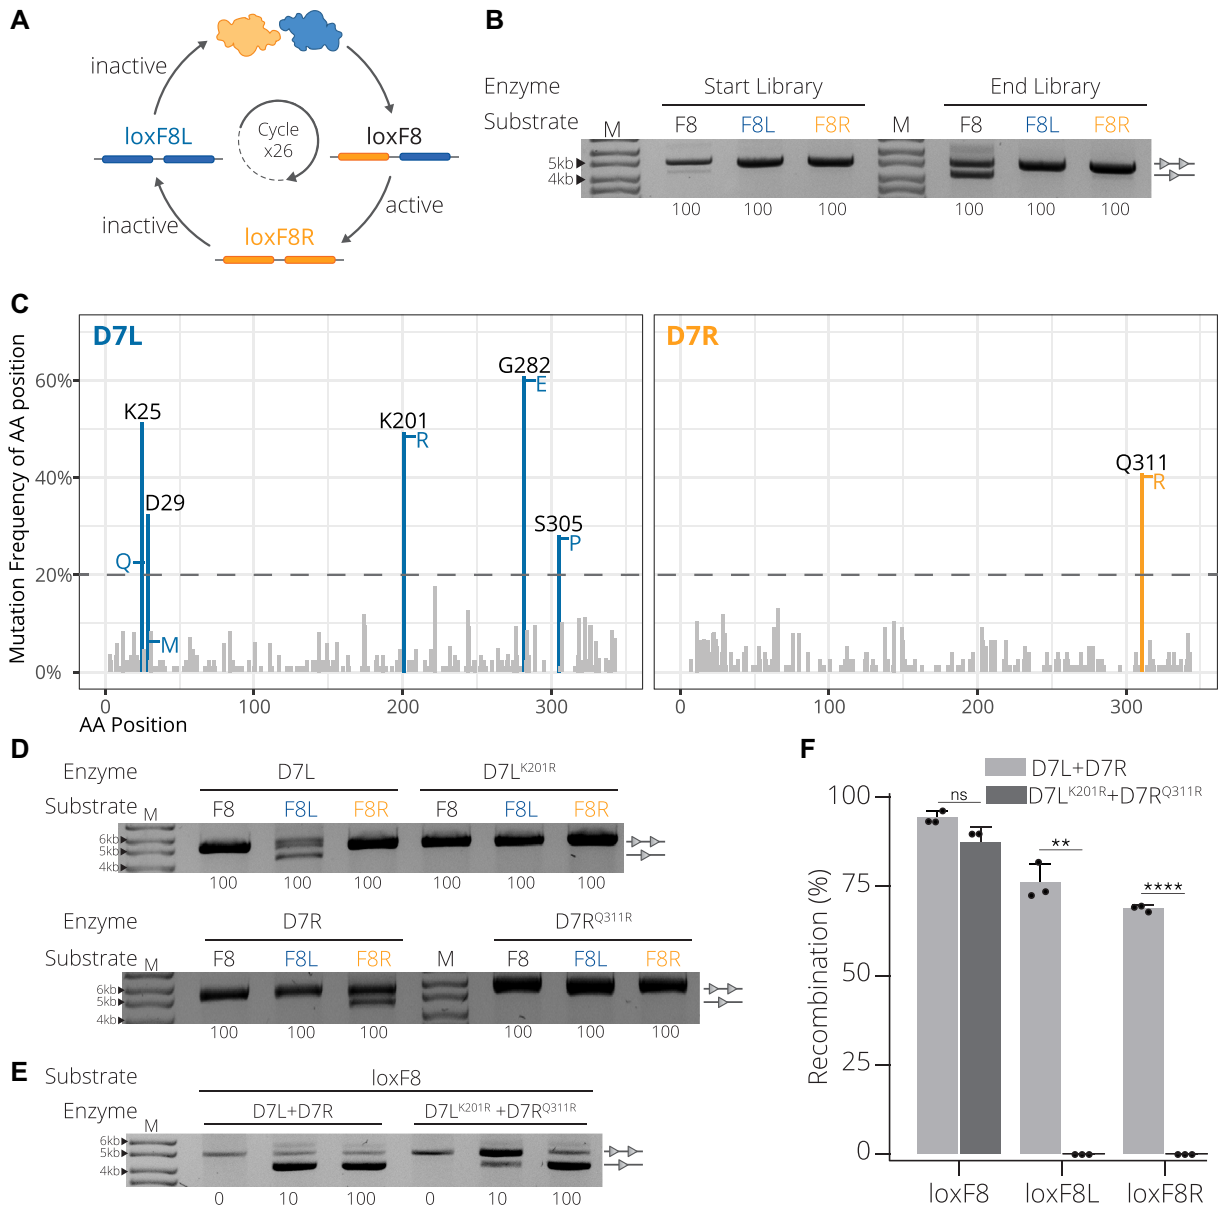 A
inactive
loxF8L
Cycle
x26
loxF8
inactive
active
loxF8R
B
Enzyme
Start Library
End Library
Substrate
M
F8
F8L
F8R
M
F8
F8L
F8R
5kb
4kb
100
100
100
100
100
100
C
Mutation Frequency of AA position
D7L
D7R
60%
40%
20%
0%
K25
Q
D29
M
K201
R
G282
E
S305
P
Q311
R
0
100
200
300
0
100
200
300
AA Position
D
Enzyme
D7L
D7L^K201R
Substrate
M
F8
F8L
F8R
F8
F8L
F8R
6kb
5kb
4kb
100
100
100
100
100
100
Enzyme
D7R
D7R^Q311R
Substrate
M
F8
F8L
F8R
M
F8
F8L
F8R
6kb
5kb
4kb
100
100
100
100
100
100
E
Substrate
loxF8
Enzyme
M
D7L+D7R
D7L^K201R +D7R^Q311R
6kb
5kb
4kb
0
10
100
0
10
100
F
D7L+D7R
D7L^K201R+D7R^Q311R
Recombination (%)
100
75
50
25
0
ns
**
****
loxF8
loxF8L
loxF8R